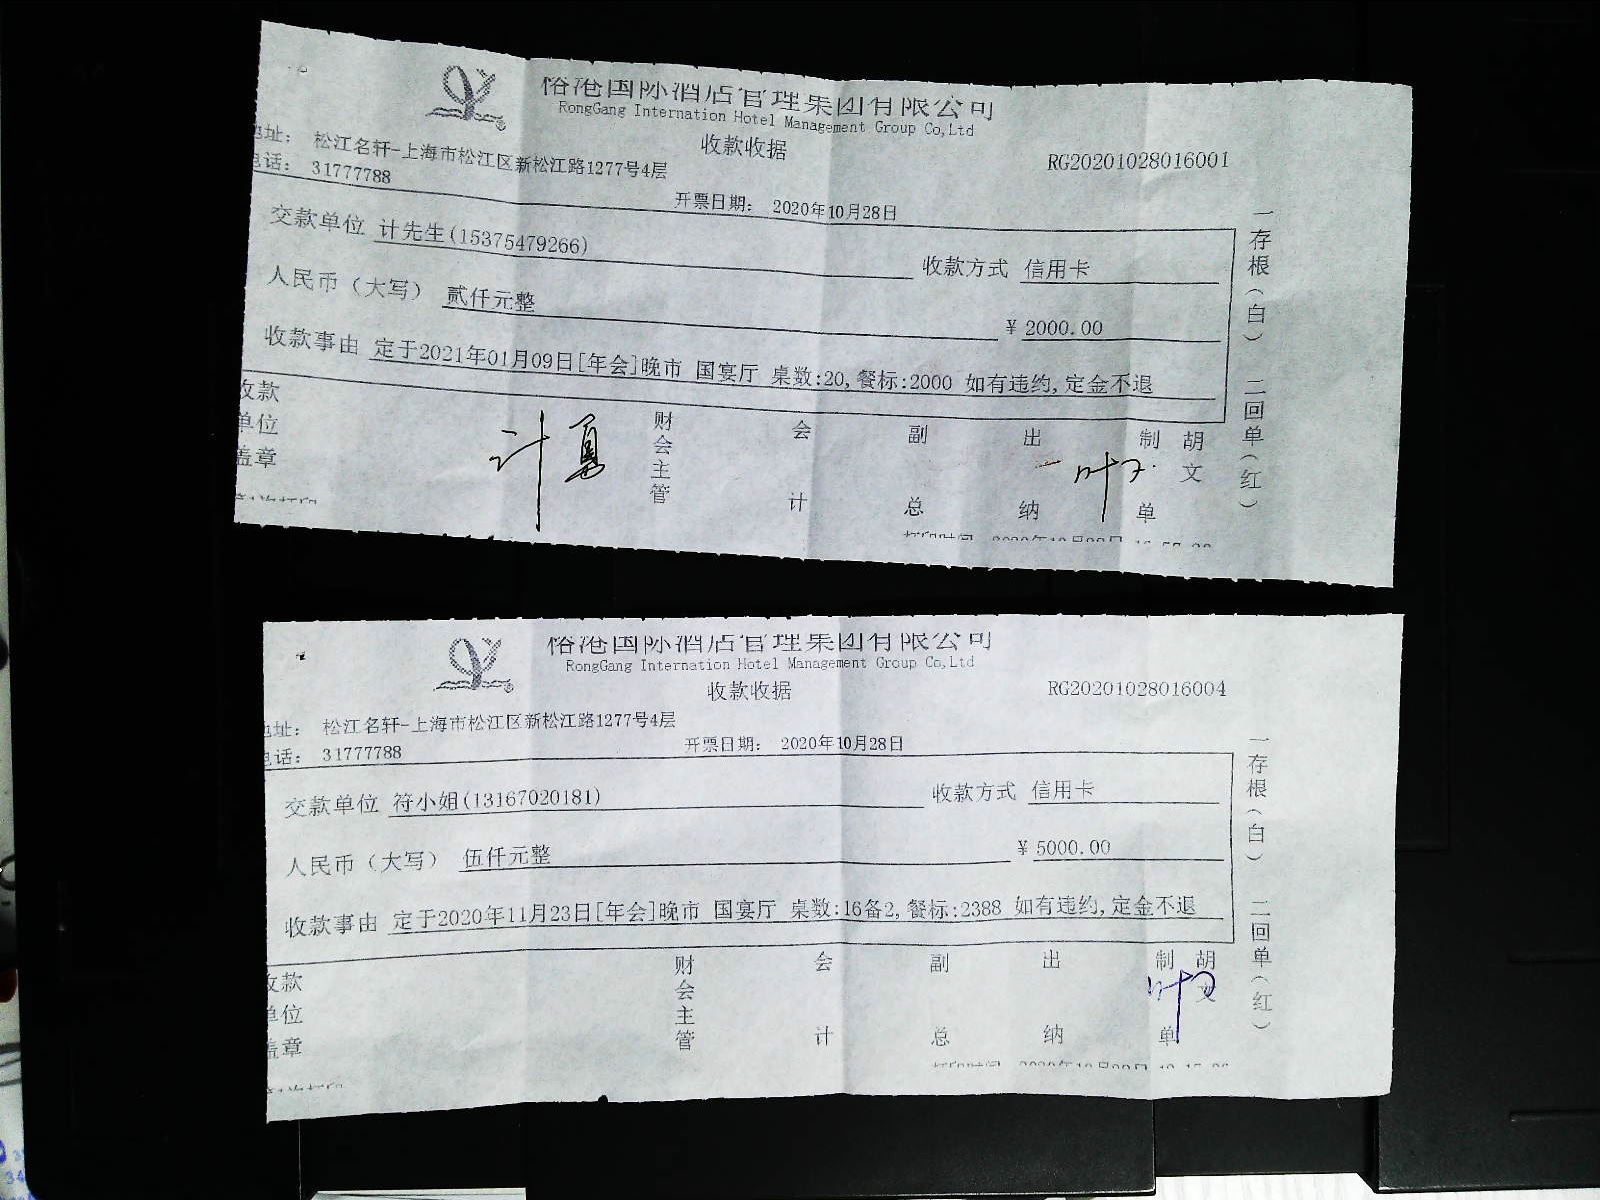 榕港国际酒店管理集团有限公司
RongGang Internation Hotel Management Group Co,Ltd
收款收据
RG20201028016001
地址： 松江名轩-上海市松江区新松江路1277号4层
电话： 31777788
开票日期： 2020年10月28日
交款单位 计先生(15375479266)
收款方式 信用卡
人民币（大写） 贰仟元整
¥ 2000.00
收款事由 定于2021年01月09日[年会]晚市 国宴厅 桌数:20,餐标:2000 如有违约,定金不退
收款单位盖章
财会主管
会计
副总
出纳
制单
胡文
一存根（白） 二回单（红）
榕港国际酒店管理集团有限公司
RongGang Internation Hotel Management Group Co,Ltd
收款收据
RG20201028016004
地址： 松江名轩-上海市松江区新松江路1277号4层
电话： 31777788
开票日期： 2020年10月28日
交款单位 符小姐(13167020181)
收款方式 信用卡
人民币（大写） 伍仟元整
¥ 5000.00
收款事由 定于2020年11月23日[年会]晚市 国宴厅 桌数:16备2,餐标:2388 如有违约,定金不退
收款单位盖章
财会主管
会计
副总
出纳
制单
胡文
一存根（白） 二回单（红）